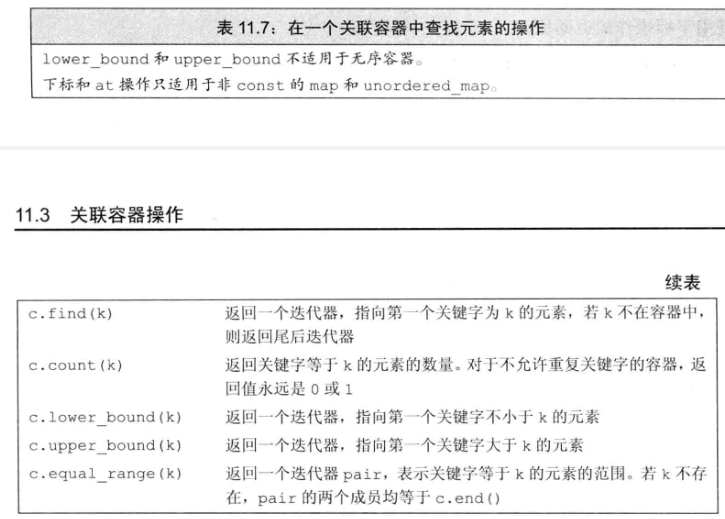 表 11.7：在一个关联容器中查找元素的操作
lower_bound 和 upper_bound 不适用于无序容器。
下标和 at 操作只适用于非 const 的 map 和 unordered_map。
11.3 关联容器操作
续表
c.find(k) 返回一个迭代器，指向第一个关键字为 k 的元素，若 k 不在容器中，
则返回尾后迭代器
c.count(k) 返回关键字等于 k 的元素的数量。对于不允许重复关键字的容器，返
回值永远是 0 或 1
c.lower_bound(k) 返回一个迭代器，指向第一个关键字不小于 k 的元素
c.upper_bound(k) 返回一个迭代器，指向第一个关键字大于 k 的元素
c.equal_range(k) 返回一个迭代器 pair，表示关键字等于 k 的元素的范围。若 k 不存
在，pair 的两个成员均等于 c.end()